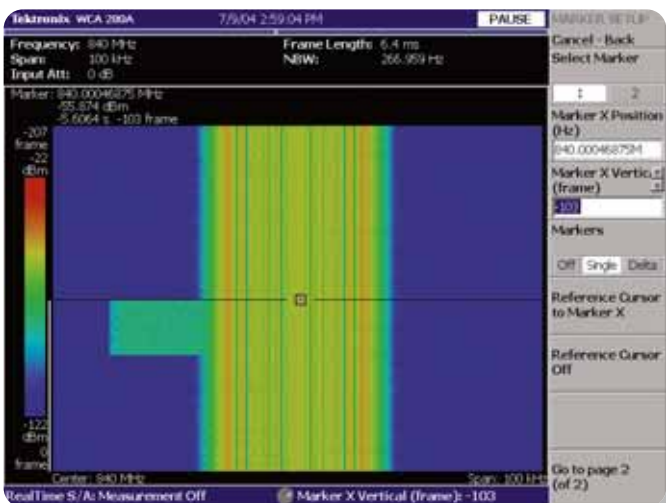 Tektronix WCA 200A 7/9/04 2:59:04 PM PAUSE MARKER SETUP
Frequency: 840 MHz Frame Length: 6.4 ms
Span: 100 kHz NBW: 266.959 Hz
Input Att: 0 dB
Marker: 840.00046875 MHz
-55.874 dBm
-5.6064 s -103 frame
-207
frame
-22
dBm
-122
dBm
0
frame
Center: 840 MHz Span: 100 kHz
RealTime S/A: Measurement Off Marker X Vertical (frame): -103
Cancel - Back
Select Marker
1 2
Marker X Position
(Hz)
840.00046875M
Marker X Vertic
(frame)
-103
Markers
Off Single Delta
Reference Cursor
to Marker X
Reference Cursor
Off
Go to page 2
(of 2)